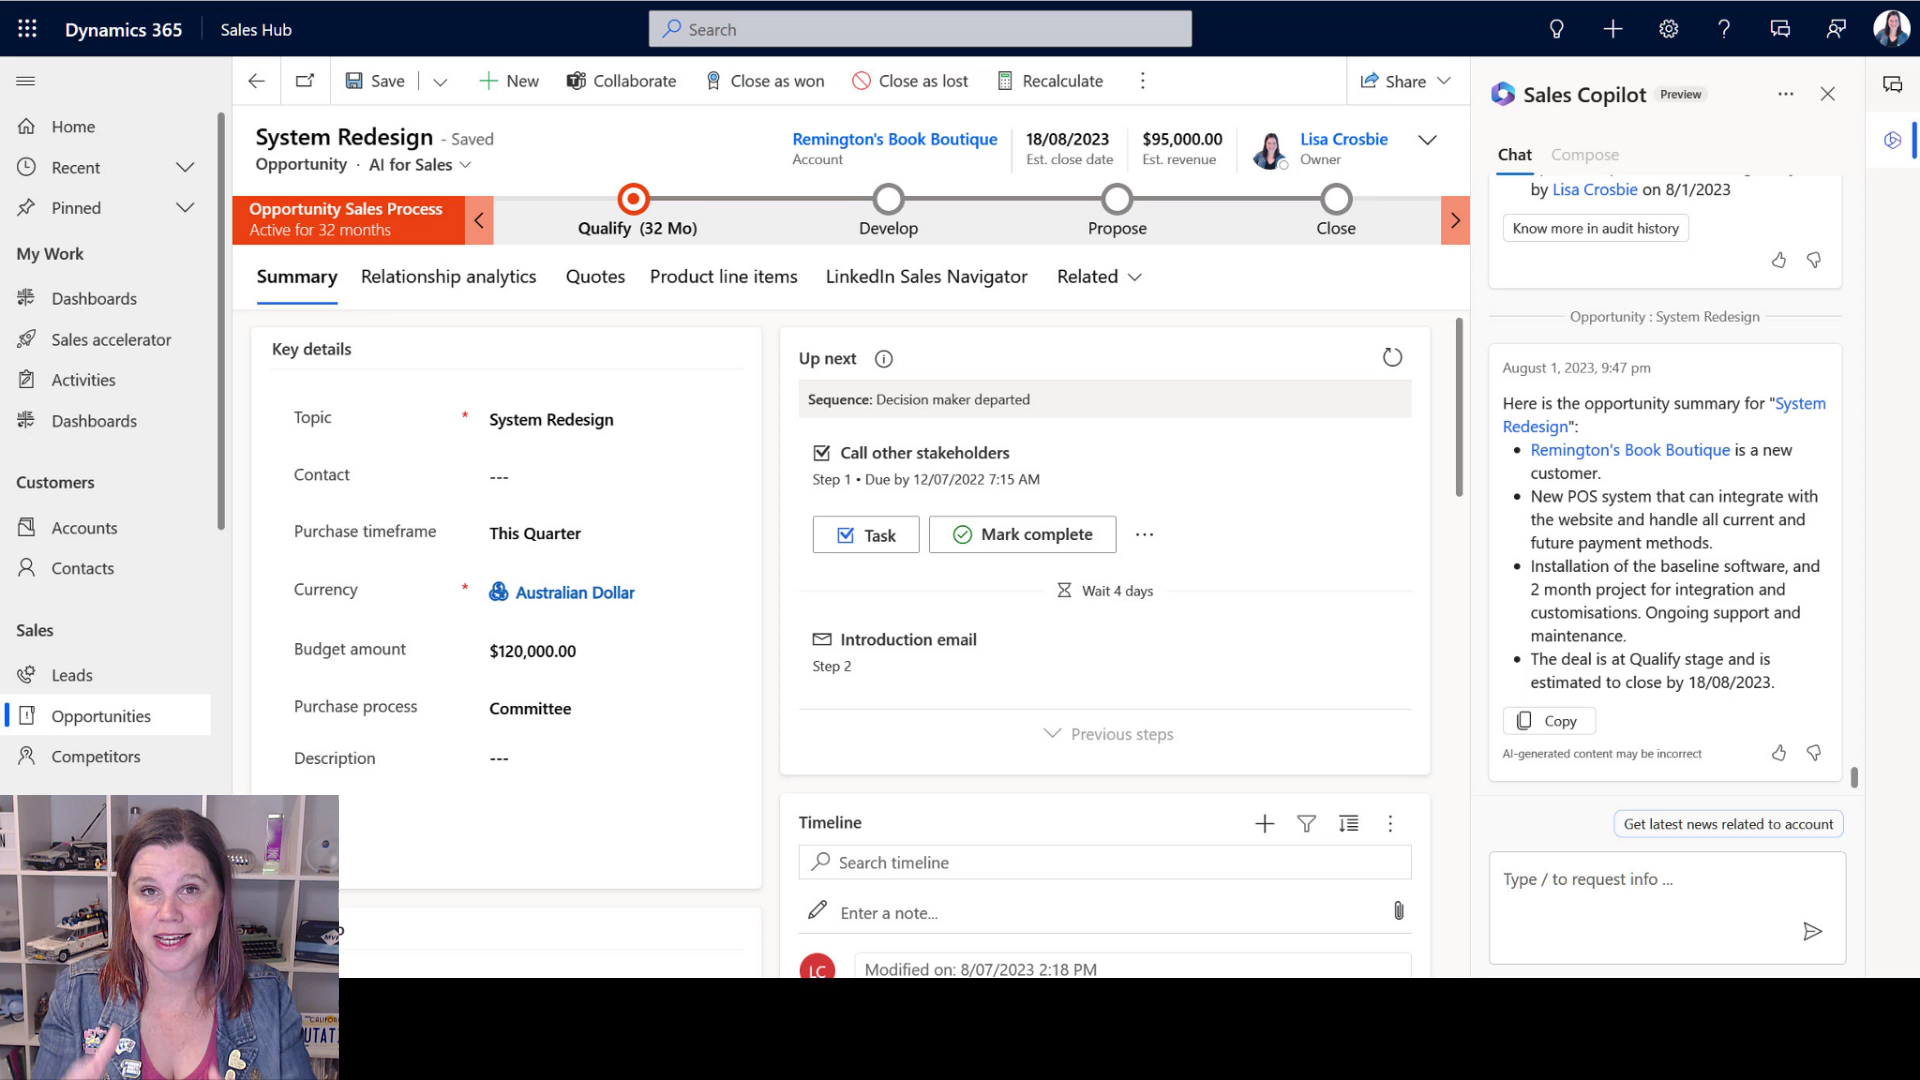 Dynamics 365
Sales Hub
Search
Save
New
Collaborate
Close as won
Close as lost
Recalculate
Share
Home
Recent
Pinned
My Work
Dashboards
Sales accelerator
Activities
Dashboards
Customers
Accounts
Contacts
Sales
Leads
Opportunities
Competitors
System Redesign - Saved
Opportunity · AI for Sales
Remington's Book Boutique
Account
18/08/2023
Est. close date
$95,000.00
Est. revenue
Lisa Crosbie
Owner
Opportunity Sales Process
Active for 32 months
Qualify (32 Mo)
Develop
Propose
Close
Summary
Relationship analytics
Quotes
Product line items
LinkedIn Sales Navigator
Related
Key details
Topic * System Redesign
Contact ---
Purchase timeframe This Quarter
Currency * Australian Dollar
Budget amount $120,000.00
Purchase process Committee
Description ---
Up next
Sequence: Decision maker departed
Call other stakeholders
Step 1 • Due by 12/07/2022 7:15 AM
Task
Mark complete
Wait 4 days
Introduction email
Step 2
Previous steps
Timeline
Search timeline
Enter a note...
LC
Modified on: 8/07/2023 2:18 PM
Sales Copilot Preview
Chat
Compose
by Lisa Crosbie on 8/1/2023
Know more in audit history
Opportunity : System Redesign
August 1, 2023, 9:47 pm
Here is the opportunity summary for "System
Redesign":
• Remington's Book Boutique is a new
customer.
• New POS system that can integrate with
the website and handle all current and
future payment methods.
• Installation of the baseline software, and
2 month project for integration and
customisations. Ongoing support and
maintenance.
• The deal is at Qualify stage and is
estimated to close by 18/08/2023.
Copy
AI-generated content may be incorrect
Get latest news related to account
Type / to request info ...